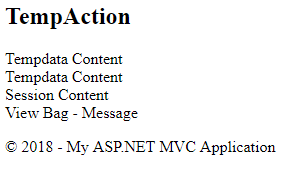 TempAction
Tempdata Content
Tempdata Content
Session Content
View Bag - Message
© 2018 - My ASP.NET MVC Application